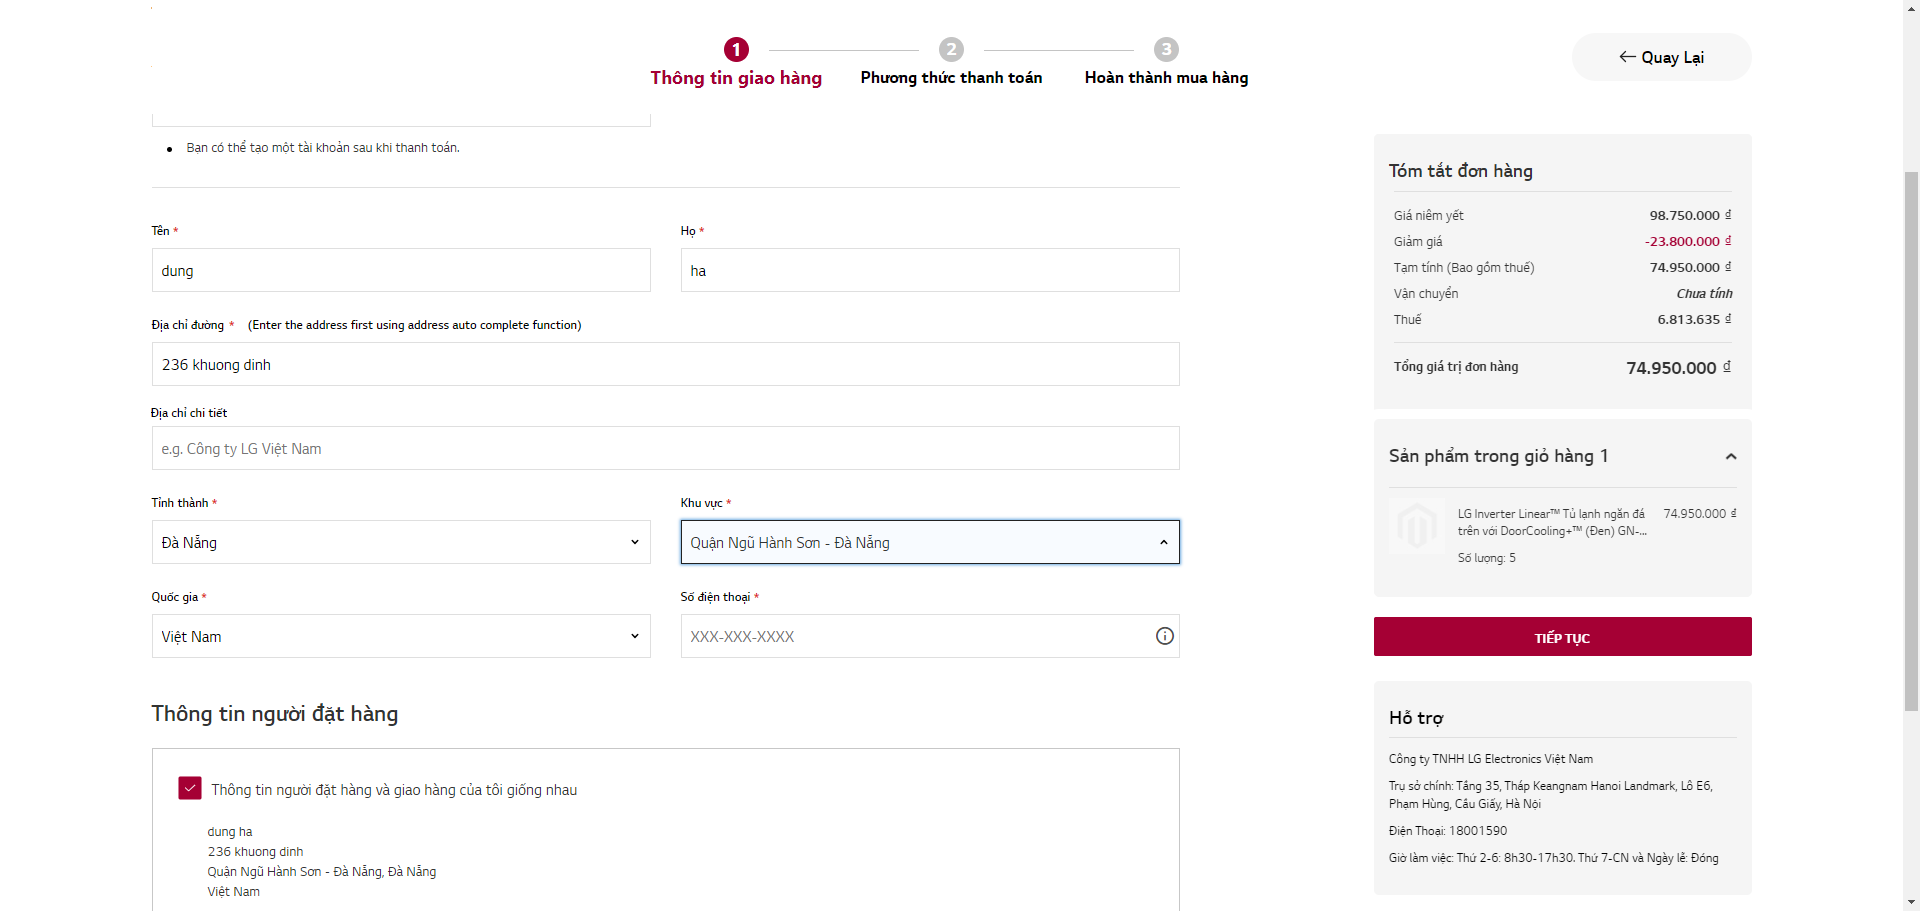 1
2
3
Thông tin giao hàng
Phương thức thanh toán
Hoàn thành mua hàng
← Quay Lại
• Bạn có thể tạo một tài khoản sau khi thanh toán.
Tên *
Họ *
dung
ha
Địa chỉ đường * (Enter the address first using address auto complete function)
236 khuong dinh
Địa chỉ chi tiết
e.g. Công ty LG Việt Nam
Tỉnh thành *
Khu vực *
Đà Nẵng
Quận Ngũ Hành Sơn - Đà Nẵng
Quốc gia *
Số điện thoại *
Việt Nam
XXX-XXX-XXXX
Thông tin người đặt hàng
Thông tin người đặt hàng và giao hàng của tôi giống nhau
dung ha
236 khuong dinh
Quận Ngũ Hành Sơn - Đà Nẵng, Đà Nẵng
Việt Nam
Tóm tắt đơn hàng
Giá niêm yết 98.750.000 ₫
Giảm giá -23.800.000 ₫
Tạm tính (Bao gồm thuế) 74.950.000 ₫
Vận chuyển Chưa tính
Thuế 6.813.635 ₫
Tổng giá trị đơn hàng 74.950.000 ₫
Sản phẩm trong giỏ hàng 1
LG Inverter Linear™ Tủ lạnh ngăn đá 74.950.000 ₫
trên với DoorCooling+™ (Đen) GN-...
Số lượng: 5
TIẾP TỤC
Hỗ trợ
Công ty TNHH LG Electronics Việt Nam
Trụ sở chính: Tầng 35, Tháp Keangnam Hanoi Landmark, Lô E6,
Phạm Hùng, Cầu Giấy, Hà Nội
Điện Thoại: 18001590
Giờ làm việc: Thứ 2-6: 8h30-17h30. Thứ 7-CN và Ngày lễ: Đóng